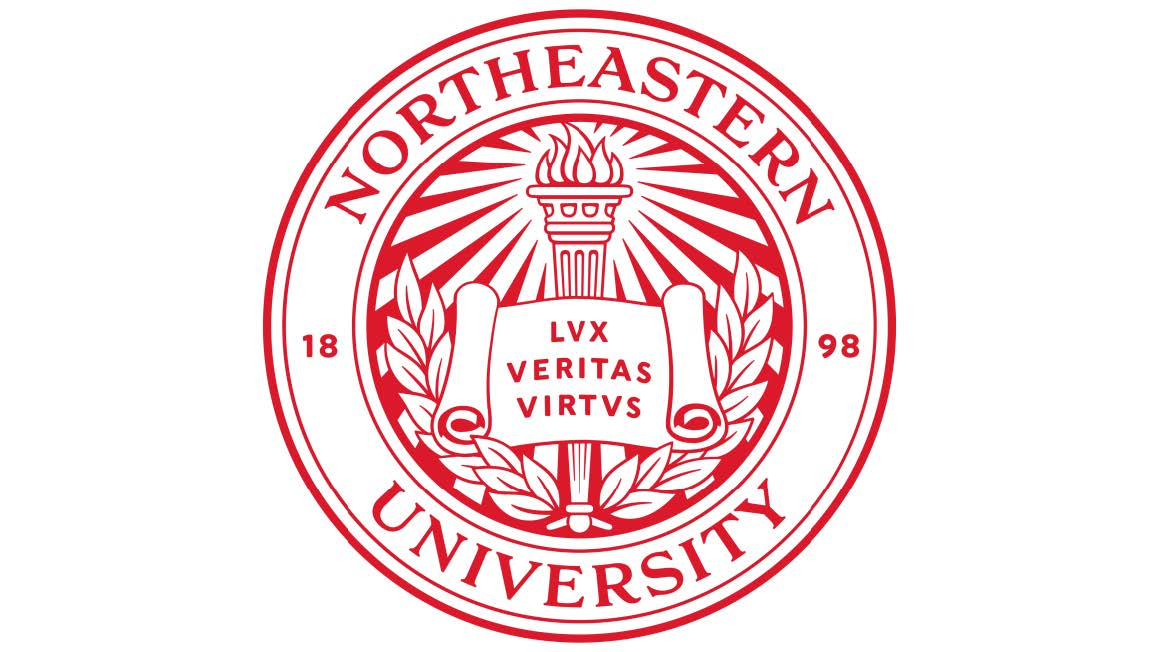 NORTHEASTERN
18 98
LVX
VERITAS
VIRTVS
UNIVERSITY